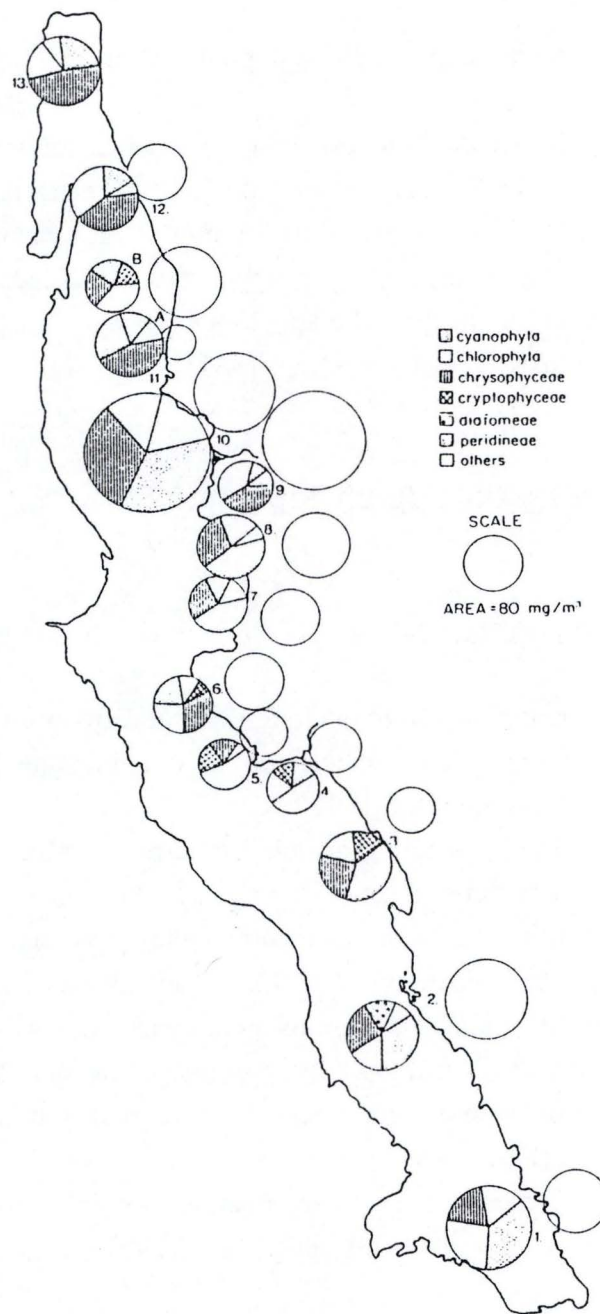 13.
12.
B
A
11
10
9
8.
7
6.
5.
4
3
2.
1.
cyanophyta
chlorophyta
chrysophyceae
cryptophyceae
diatomeae
peridineae
others
SCALE
AREA = 80 mg/m³